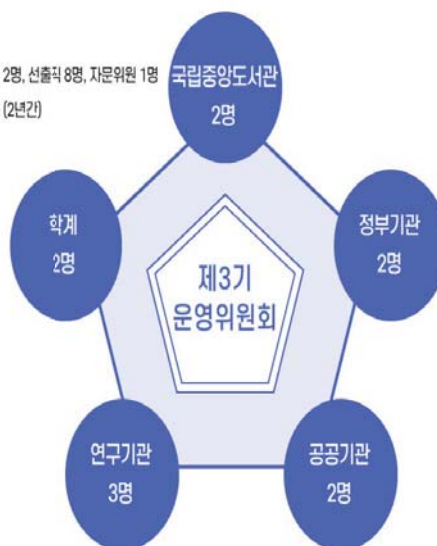 2명, 선출직 8명, 자문위원 1명
(2년간)
국립중앙도서관
2명
학계
2명
정부기관
2명
제3기
운영위원회
연구기관
3명
공공기관
2명